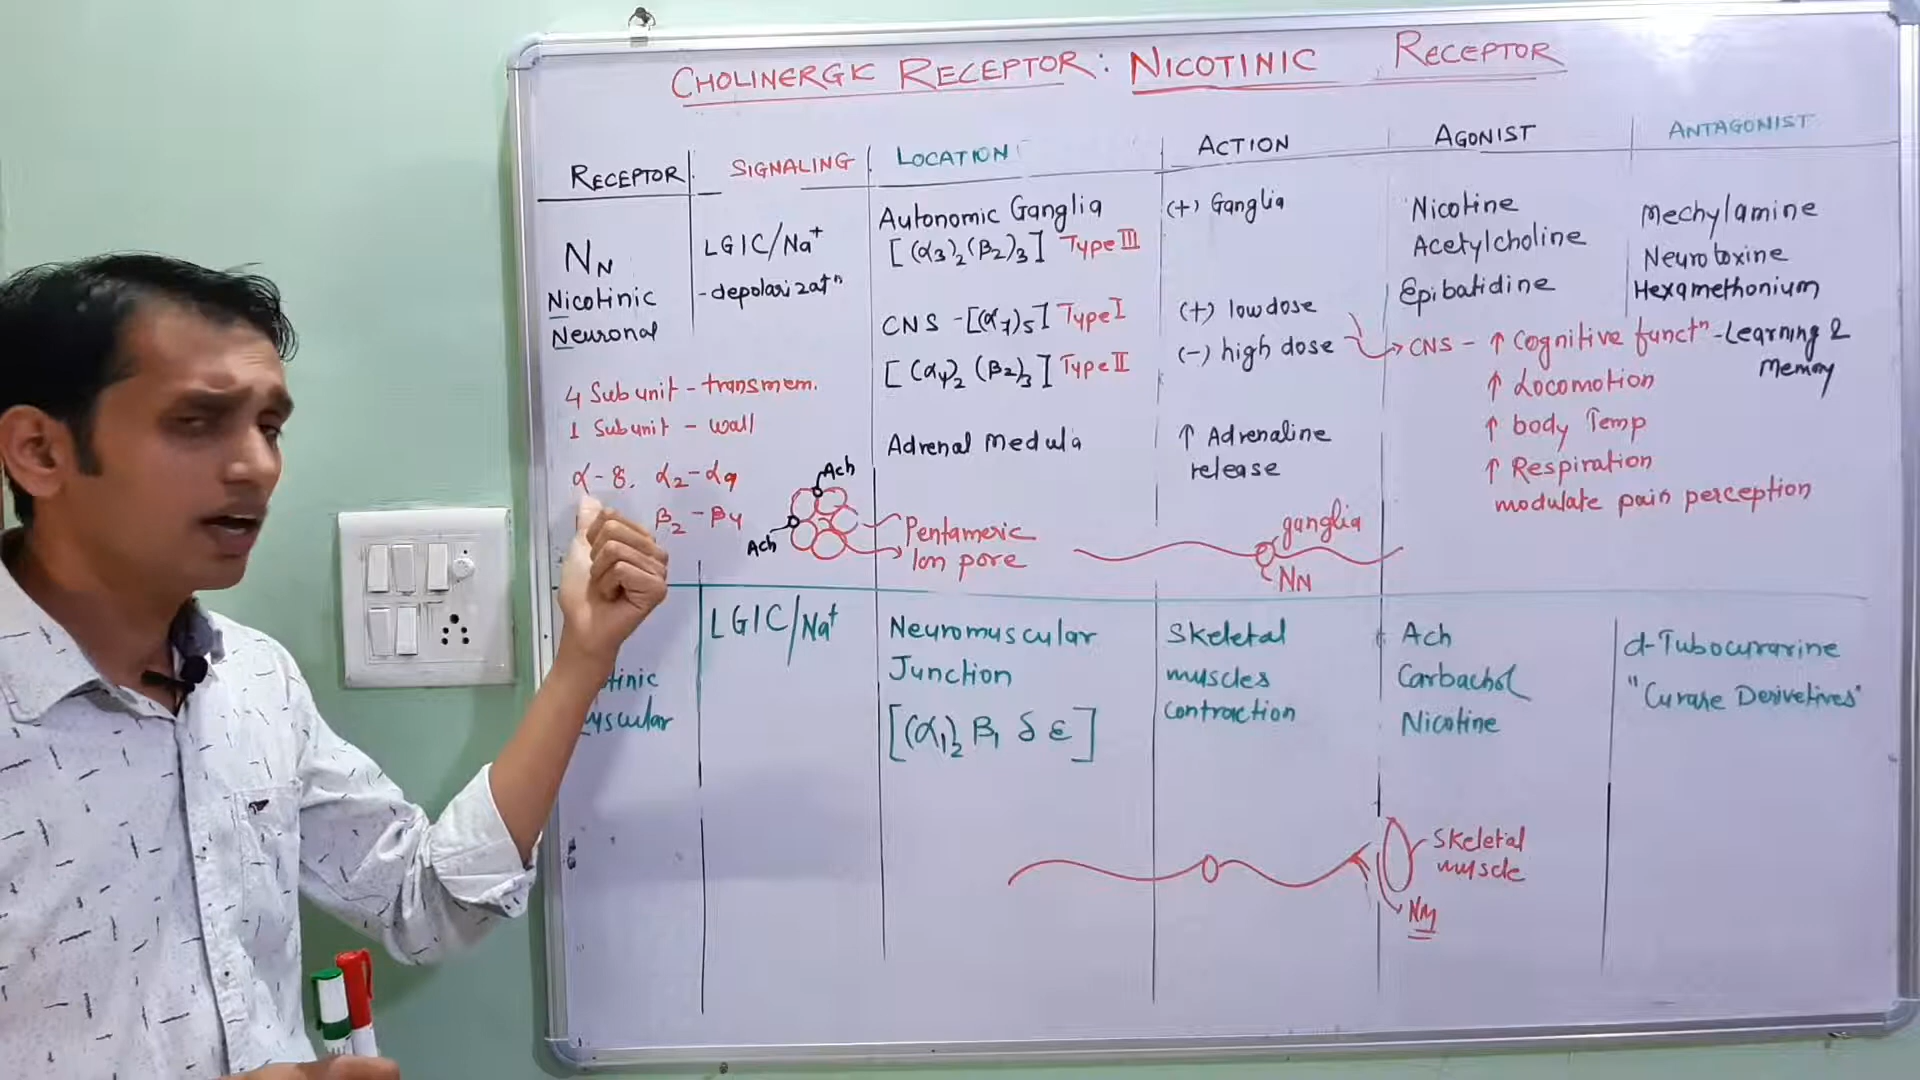 CHOLINERGIC RECEPTOR: NICOTINIC RECEPTOR
RECEPTOR
SIGNALING
LOCATION
ACTION
AGONIST
ANTAGONIST
NN
Nicotinic
Neuronal
4 Subunit - transmem.
1 Subunit - wall
α - 8, α2 - α9
β2 - β4
LGIC/Na+
- depolarizatn
Ach
Ach
Pentameric
Ion pore
Autonomic Ganglia
[(α3)2(β2)3] Type III
CNS - [(α7)5] Type I
[(α4)2 (β2)3] Type II
Adrenal Medula
(+) Ganglia
(+) low dose
(-) high dose
↑ Adrenaline
release
ganglia
NN
Nicotine
Acetylcholine
Epibatidine
→ CNS - ↑ Cognitive functn - Learning &
Memory
↑ Locomotion
↑ body Temp
↑ Respiration
modulate pain perception
Mechylamine
Neurotoxine
Hexamethonium
tinic
uscular
LGIC/Na+
Neuromuscular
Junction
[(α1)2 β1 δ ε]
Skeletal
muscles
contraction
Ach
Carbachol
Nicotine
d-Tubocurarine
"Curare Derivetives"
Skeletal
muscle
NM